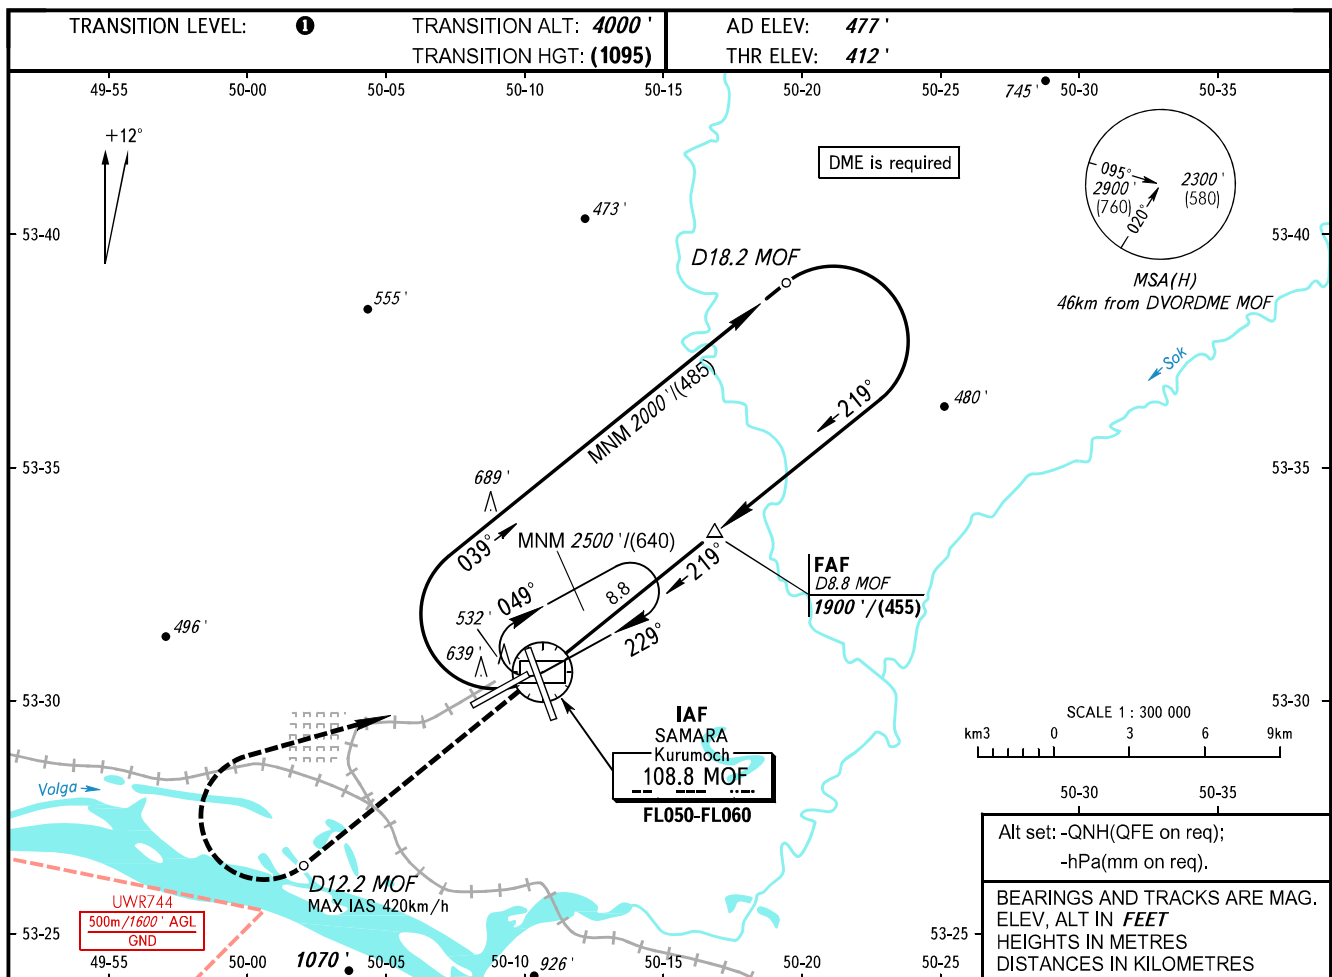 TRANSITION LEVEL: 1 TRANSITION ALT: 4000 ' AD ELEV: 477 '
TRANSITION HGT: (1095) THR ELEV: 412 '
49-55 50-00 50-05 50-10 50-15 50-20 50-25 50-30 50-35
745 '
+12°
DME is required
095°
2900 '
(760)
020°
2300 '
(580)
473 '
53-40 53-40
D18.2 MOF
MSA(H)
46km from DVORDME MOF
555 '
Sok
MNM 2000 '/(485)
219°
480 '
53-35 53-35
689 '
039°
MNM 2500 '/(640)
219°
FAF
D8.8 MOF
1900 '/(455)
049°
8.8
532 '
496 '
229°
639 '
53-30 53-30
IAF
SAMARA
Kurumoch
108.8 MOF
FL050-FL060
SCALE 1 : 300 000
km3 0 3 6 9km
Volga
50-30 50-35
Alt set: -QNH(QFE on req);
-hPa(mm on req).
D12.2 MOF
MAX IAS 420km/h
UWR744
500m/1600 ' AGL
GND
BEARINGS AND TRACKS ARE MAG.
ELEV, ALT IN FEET
HEIGHTS IN METRES
DISTANCES IN KILOMETRES
53-25 53-25
49-55 50-00 1070 ' 50-05 50-10 926 ' 50-15 50-20 50-25